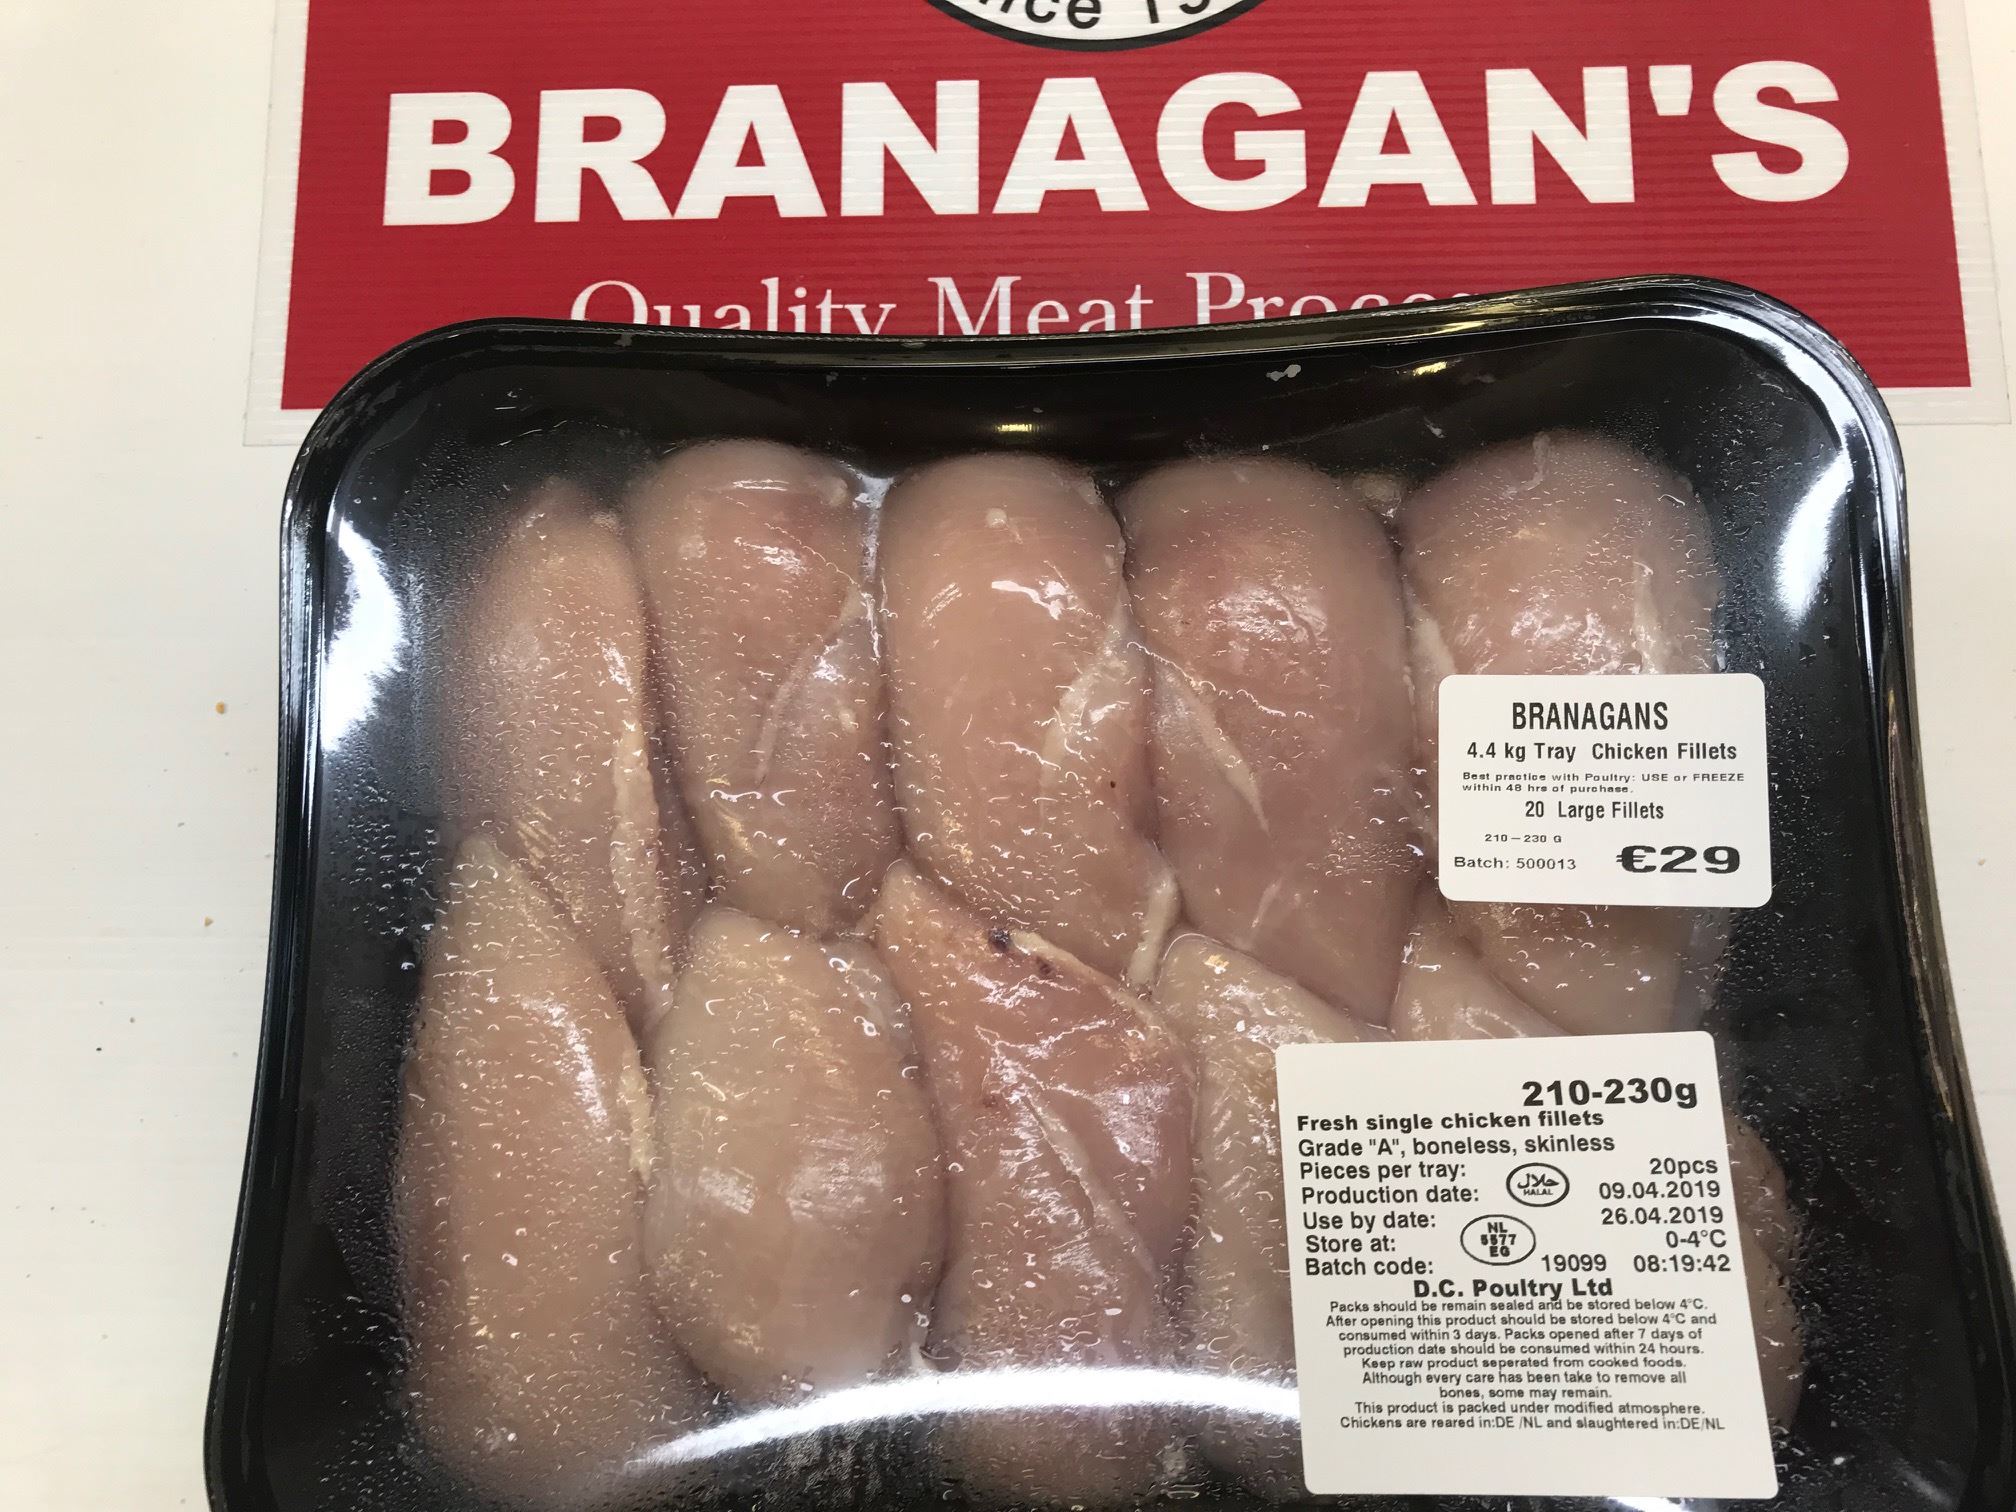 BRANAGAN'S
Quality Meat
BRANAGANS
4.4 kg Tray Chicken Fillets
Best practice with Poultry: USE or FREEZE
within 48 hrs of purchase.
20 Large Fillets
210-230 G
Batch: 500013 €29
210-230g
Fresh single chicken fillets
Grade "A", boneless, skinless
Pieces per tray: 20pcs
حلال
HALAL
Production date: 09.04.2019
Use by date: 26.04.2019
NL
EG
Store at: 0-4°C
Batch code: 19099 08:19:42
D.C. Poultry Ltd
Packs should be remain sealed and be stored below 4°C.
After opening this product should be stored below 4°C and
consumed within 3 days. Packs opened after 7 days of
production date should be consumed within 24 hours.
Keep raw product seperated from cooked foods.
Although every care has been take to remove all
bones, some may remain.
This product is packed under modified atmosphere.
Chickens are reared in:DE /NL and slaughtered in:DE/NL